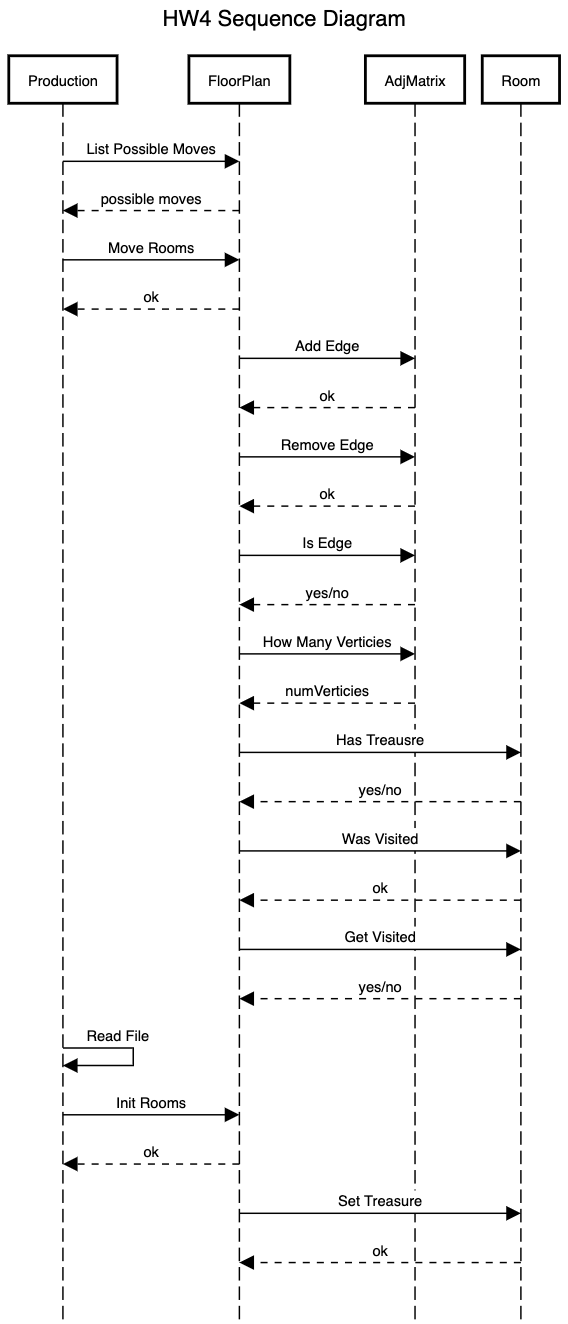 HW4 Sequence Diagram
Production
FloorPlan
AdjMatrix
Room
List Possible Moves
possible moves
Move Rooms
ok
Add Edge
ok
Remove Edge
ok
Is Edge
yes/no
How Many Verticies
numVerticies
Has Treausre
yes/no
Was Visited
ok
Get Visited
yes/no
Read File
Init Rooms
ok
Set Treasure
ok